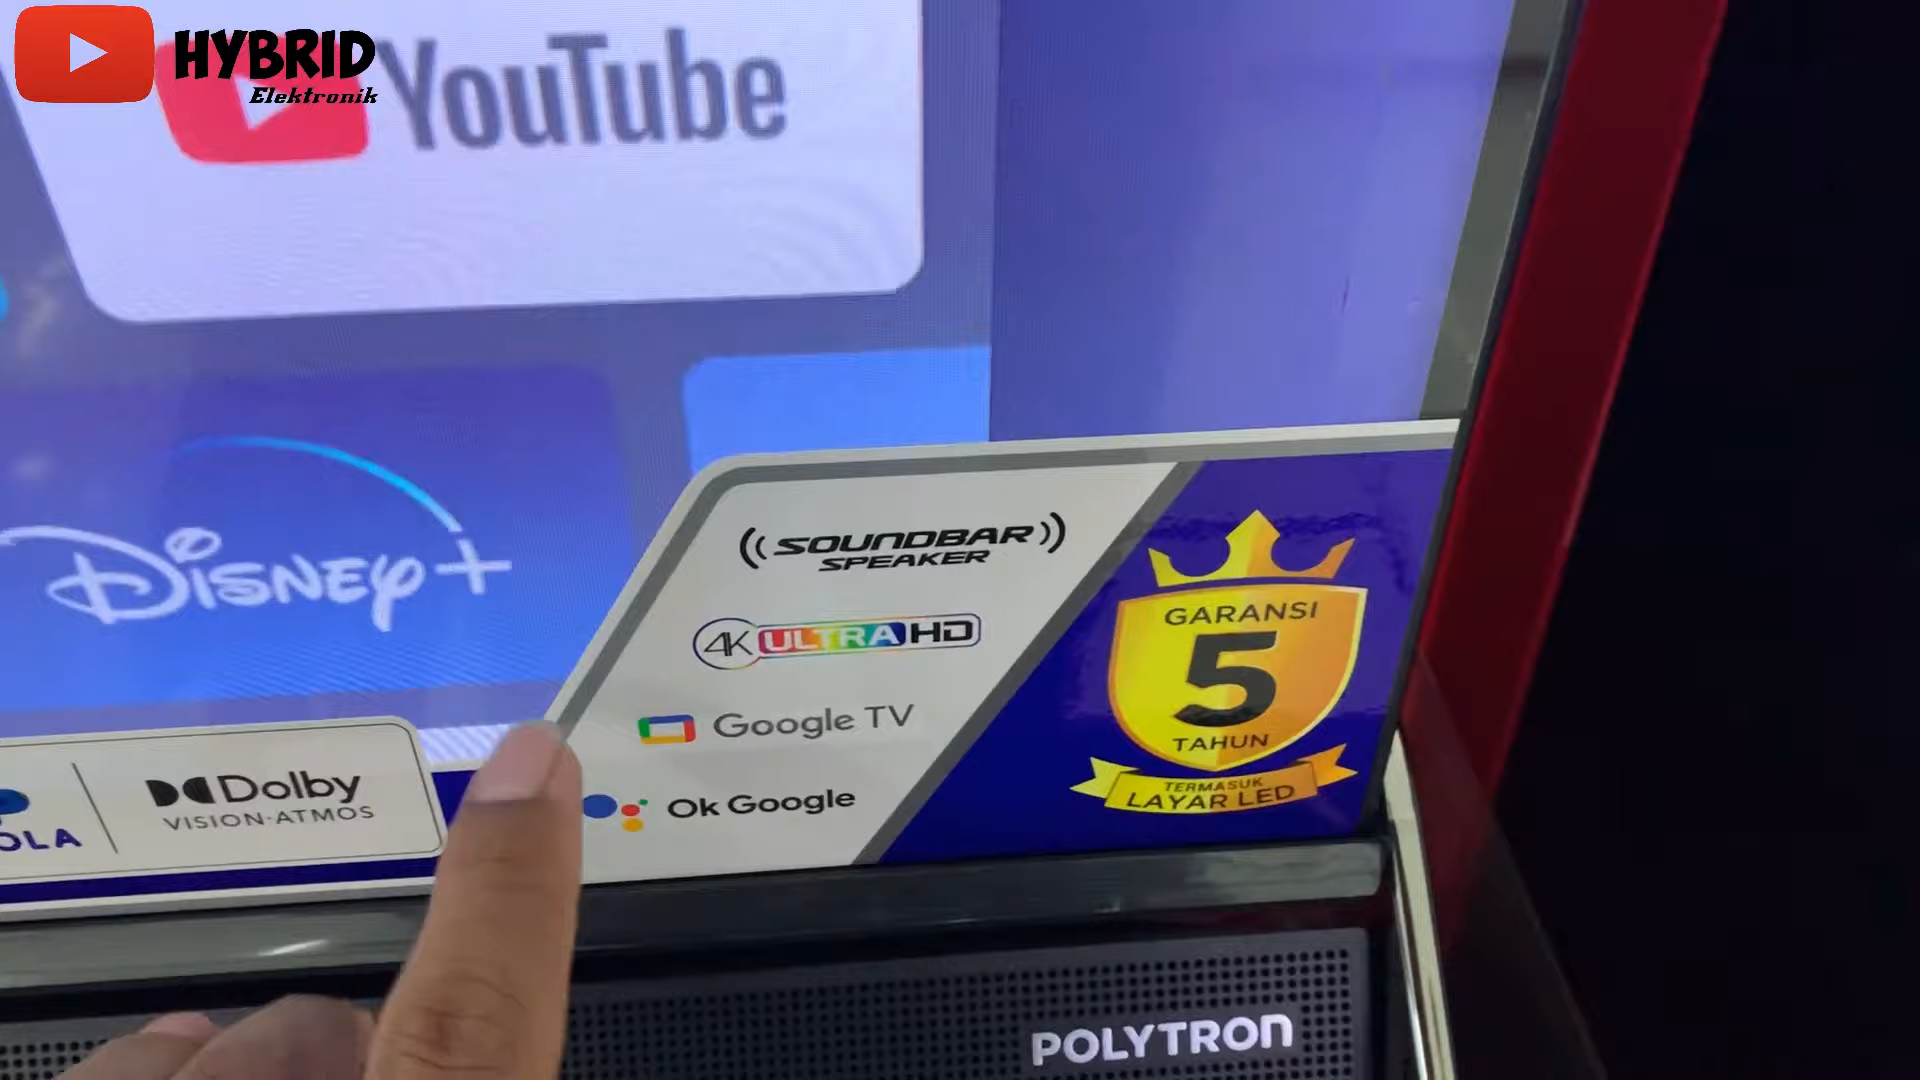 HYBRID
Elektronik
YouTube
Disney+
SOUNDBAR
SPEAKER
4K ULTRA HD
Google TV
Ok Google
GARANSI
5
TAHUN
TERMASUK
LAYAR LED
OLA
Dolby
VISION·ATMOS
POLYTRON